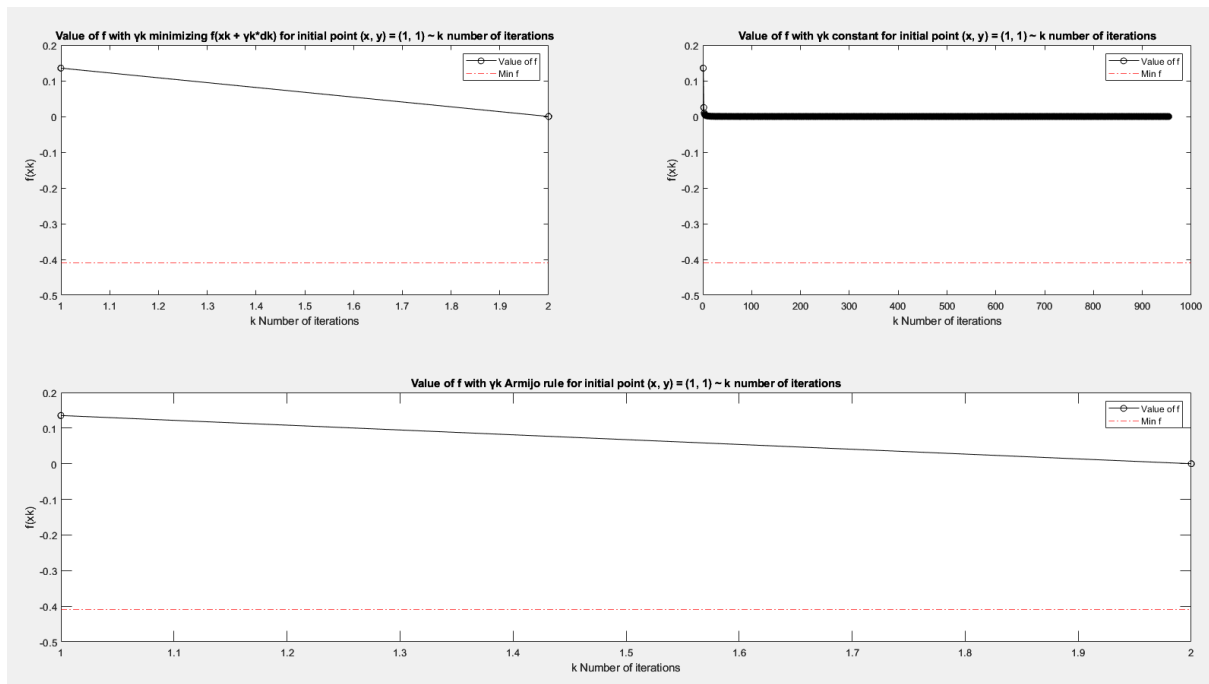 Value of f with γk minimizing f(xk + γk*dk) for initial point (x, y) = (1, 1) ~ k number of iterations
0.2
0.1
0
-0.1
-0.2
-0.3
-0.4
-0.5
f(xk)
Value of f
Min f
1 1.1 1.2 1.3 1.4 1.5 1.6 1.7 1.8 1.9 2
k Number of iterations
Value of f with γk constant for initial point (x, y) = (1, 1) ~ k number of iterations
0.2
0.1
0
-0.1
-0.2
-0.3
-0.4
-0.5
f(xk)
Value of f
Min f
0 100 200 300 400 500 600 700 800 900 1000
k Number of iterations
Value of f with γk Armijo rule for initial point (x, y) = (1, 1) ~ k number of iterations
0.2
0.1
0
-0.1
-0.2
-0.3
-0.4
-0.5
f(xk)
Value of f
Min f
1 1.1 1.2 1.3 1.4 1.5 1.6 1.7 1.8 1.9 2
k Number of iterations